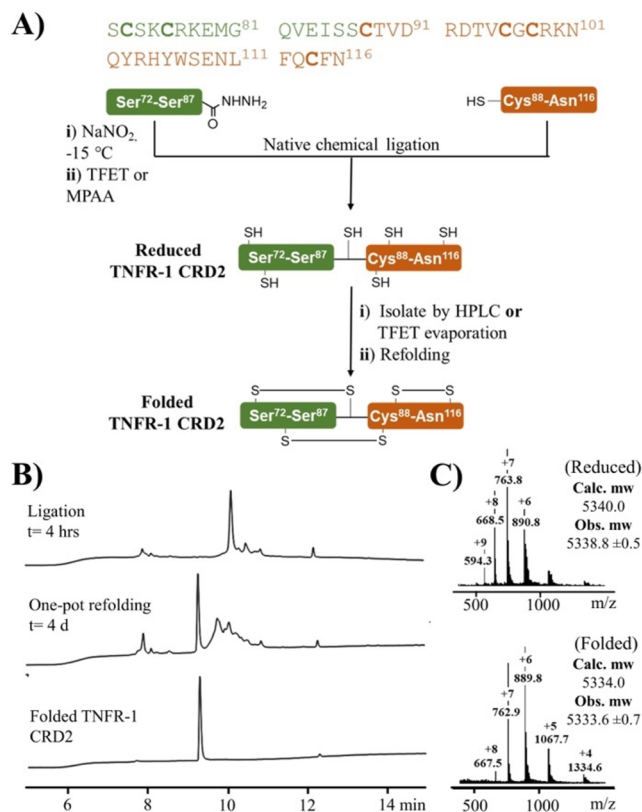 A)
SCSKCRKEMG81 QVEISSCTVD91 RDTVCGCRKN101
QYRHYWSENL111 FQCFN116
Ser72-Ser87
NHNH2
O
HS
Cys88-Asn116
i) NaNO2,
-15 °C
ii) TFET or
MPAA
Native chemical ligation
Reduced
TNFR-1 CRD2
SH SH SH SH
Ser72-Ser87 Cys88-Asn116
SH SH
i) Isolate by HPLC or
TFET evaporation
ii) Refolding
Folded
TNFR-1 CRD2
S S S S
Ser72-Ser87 Cys88-Asn116
S S
B)
Ligation
t= 4 hrs
One-pot refolding
t= 4 d
Folded TNFR-1
CRD2
6 8 10 12 14 min
C)
(Reduced)
Calc. mw
5340.0
Obs. mw
5338.8 ±0.5
+7
763.8
+8
668.5
+6
890.8
+9
594.3
500 1000 m/z
(Folded)
Calc. mw
5334.0
Obs. mw
5333.6 ±0.7
+6
889.8
+7
762.9
+5
1067.7
+8
667.5
+4
1334.6
500 1000 m/z